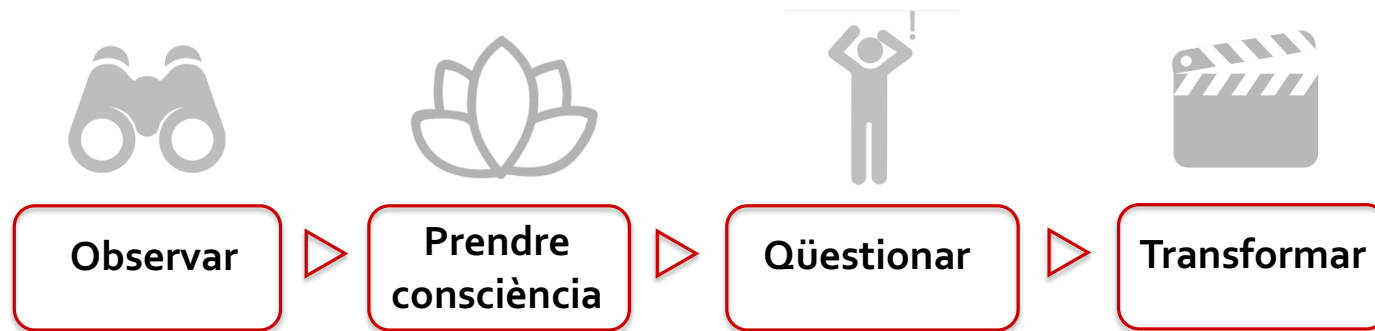 !
Observar
Prendre
consciència
Qüestionar
Transformar